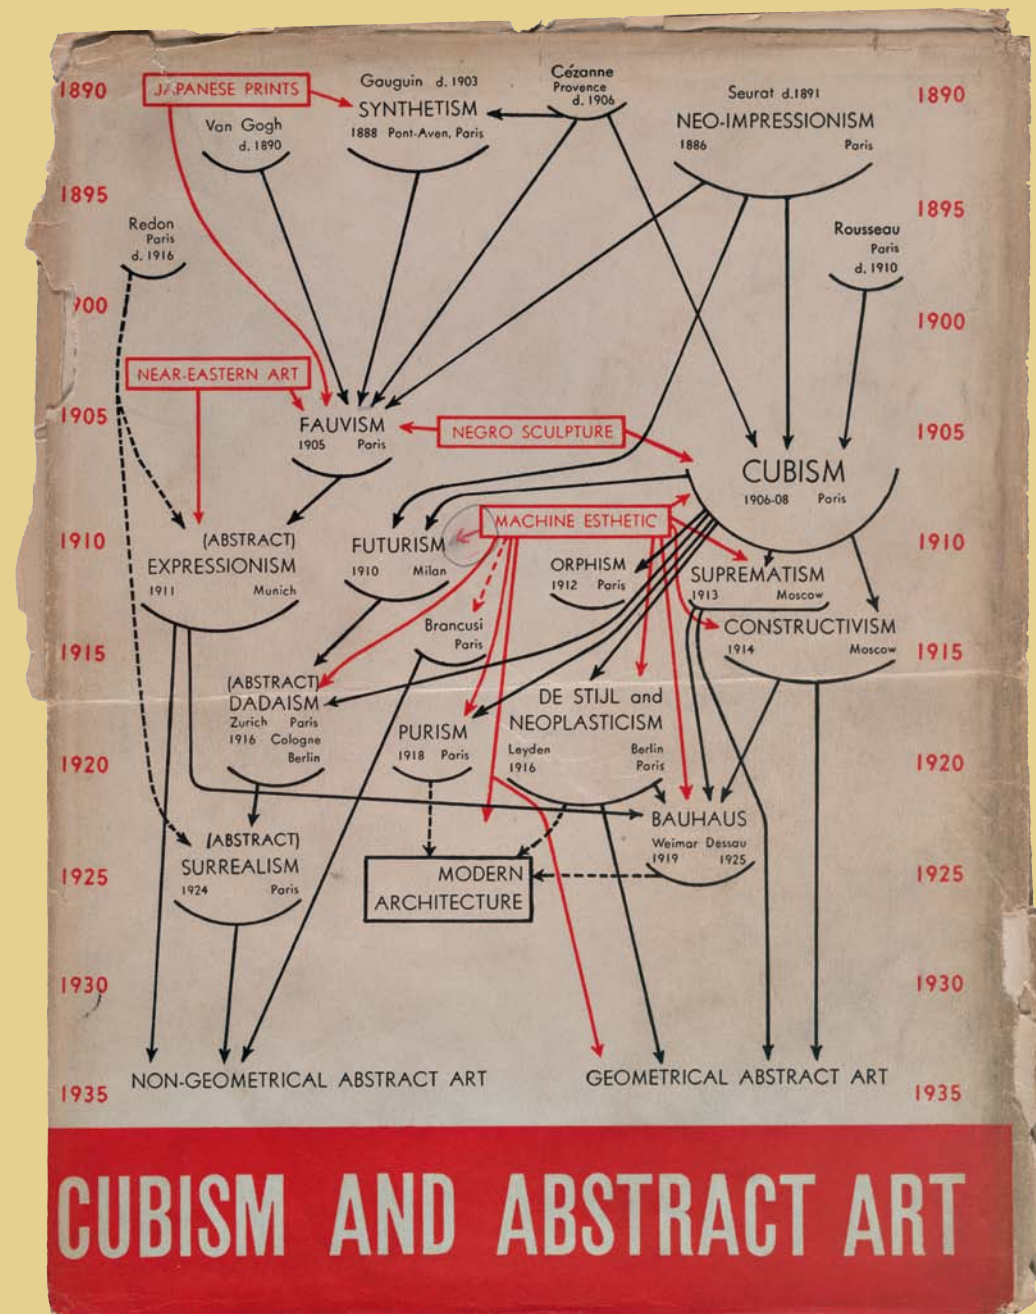 1890
JAPANESE PRINTS
Gauguin d. 1903
SYNTHETISM
1888 Pont-Aven, Paris
Cézanne
Provence
d. 1906
Seurat d.1891
NEO-IMPRESSIONISM
1886 Paris
1890
Van Gogh
d. 1890
1895
1895
Redon
Paris
d. 1916
Rousseau
Paris
d. 1910
900
1900
NEAR-EASTERN ART
1905
FAUVISM
1905 Paris
NEGRO SCULPTURE
1905
CUBISM
1906-08 Paris
MACHINE ESTHETIC
1910
(ABSTRACT)
EXPRESSIONISM
1911 Munich
FUTURISM
1910 Milan
ORPHISM
1912 Paris
SUPREMATISM
1913 Moscow
1910
Brancusi
Paris
CONSTRUCTIVISM
1914 Moscow
1915
1915
(ABSTRACT)
DADAISM
Zurich Paris
1916 Cologne
Berlin
PURISM
1918 Paris
DE STIJL and
NEOPLASTICISM
Leyden Berlin
1916 Paris
1920
1920
BAUHAUS
Weimar Dessau
1919 1925
(ABSTRACT)
SURREALISM
1924 Paris
MODERN
ARCHITECTURE
1925
1925
1930
1930
NON-GEOMETRICAL ABSTRACT ART
GEOMETRICAL ABSTRACT ART
1935
1935
CUBISM AND ABSTRACT ART